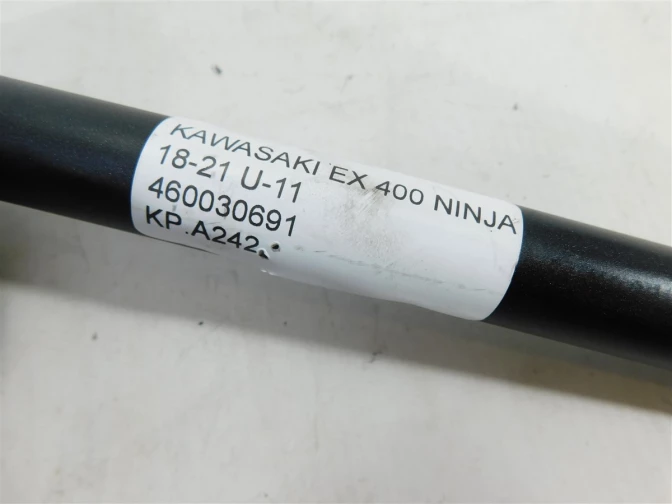 KAWASAKI EX 400 NINJA
18-21 U-11
460030691
KP.A242